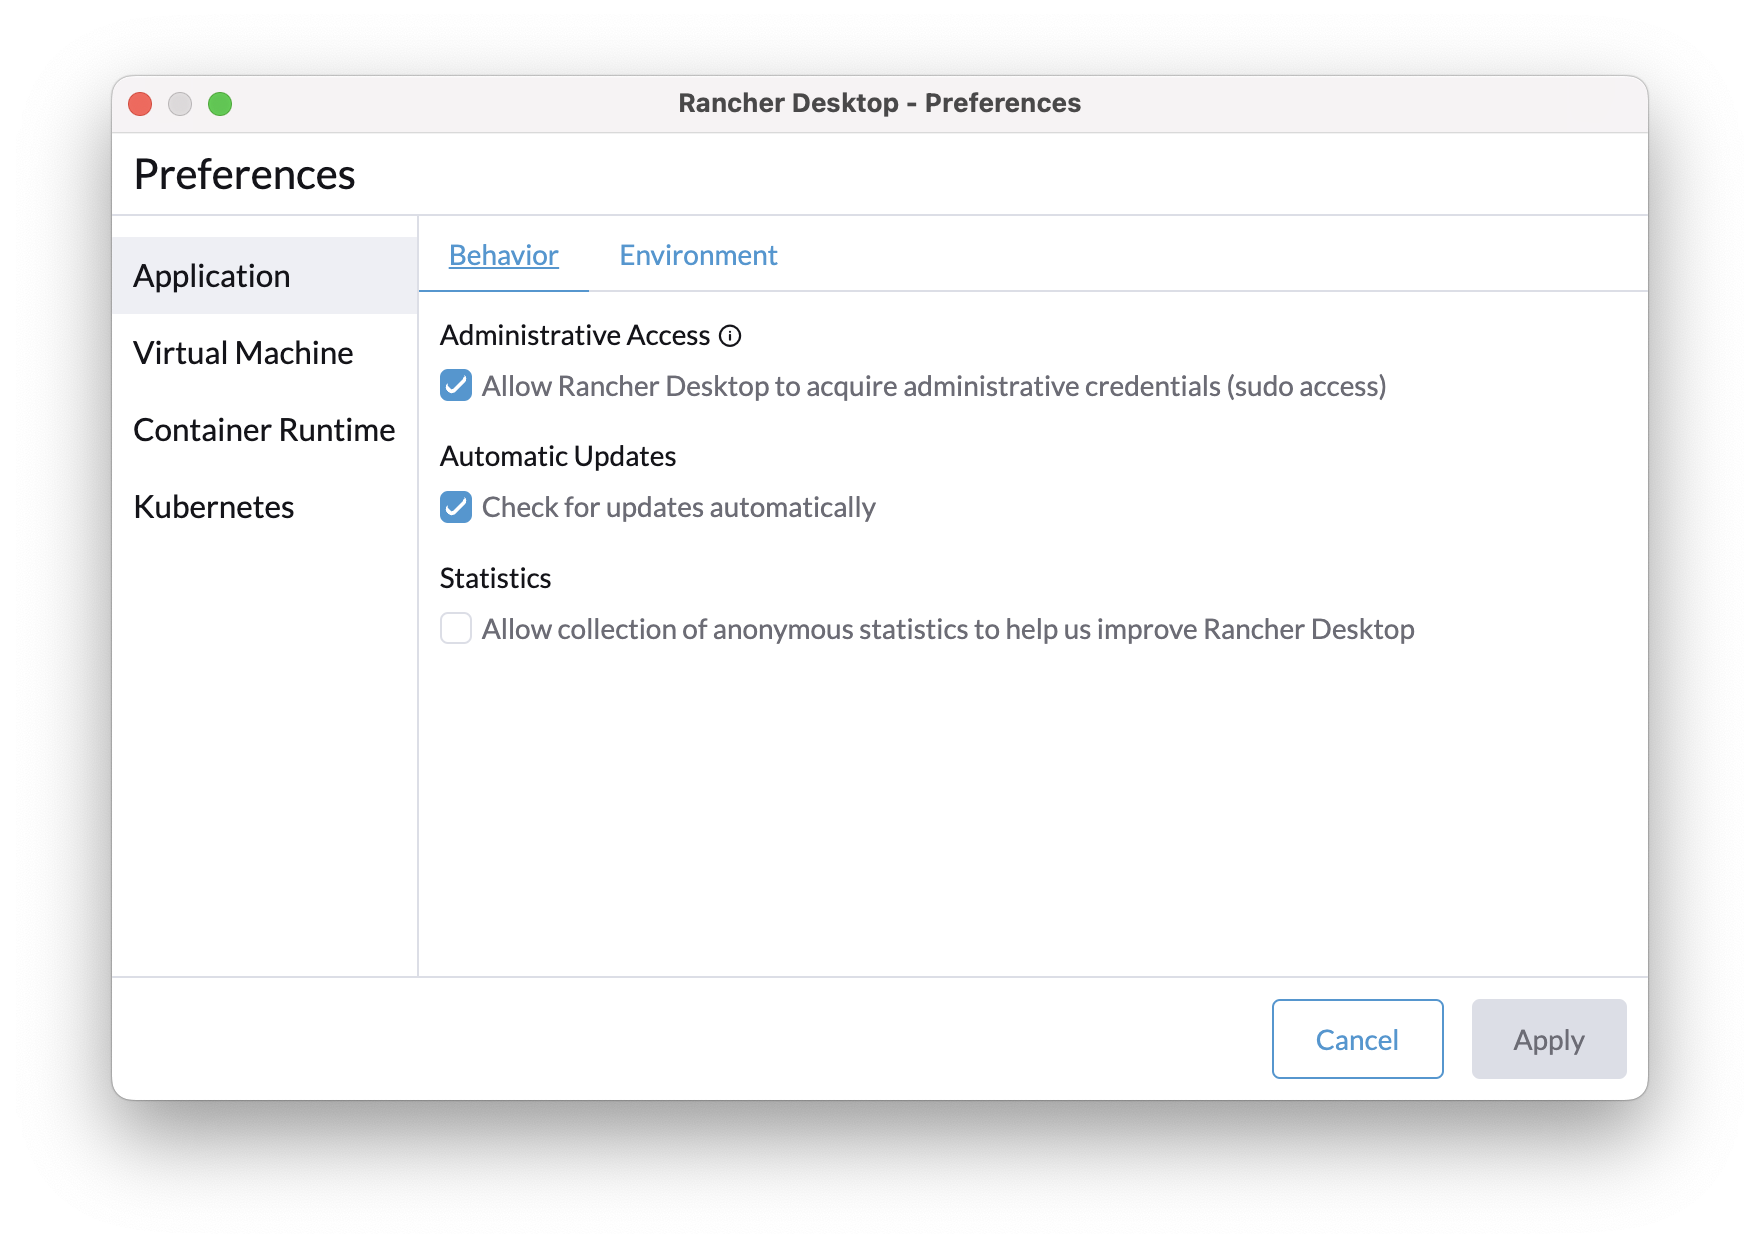 Rancher Desktop - Preferences
Preferences
Application
Virtual Machine
Container Runtime
Kubernetes
Behavior
Environment
Administrative Access
Allow Rancher Desktop to acquire administrative credentials (sudo access)
Automatic Updates
Check for updates automatically
Statistics
Allow collection of anonymous statistics to help us improve Rancher Desktop
Cancel
Apply